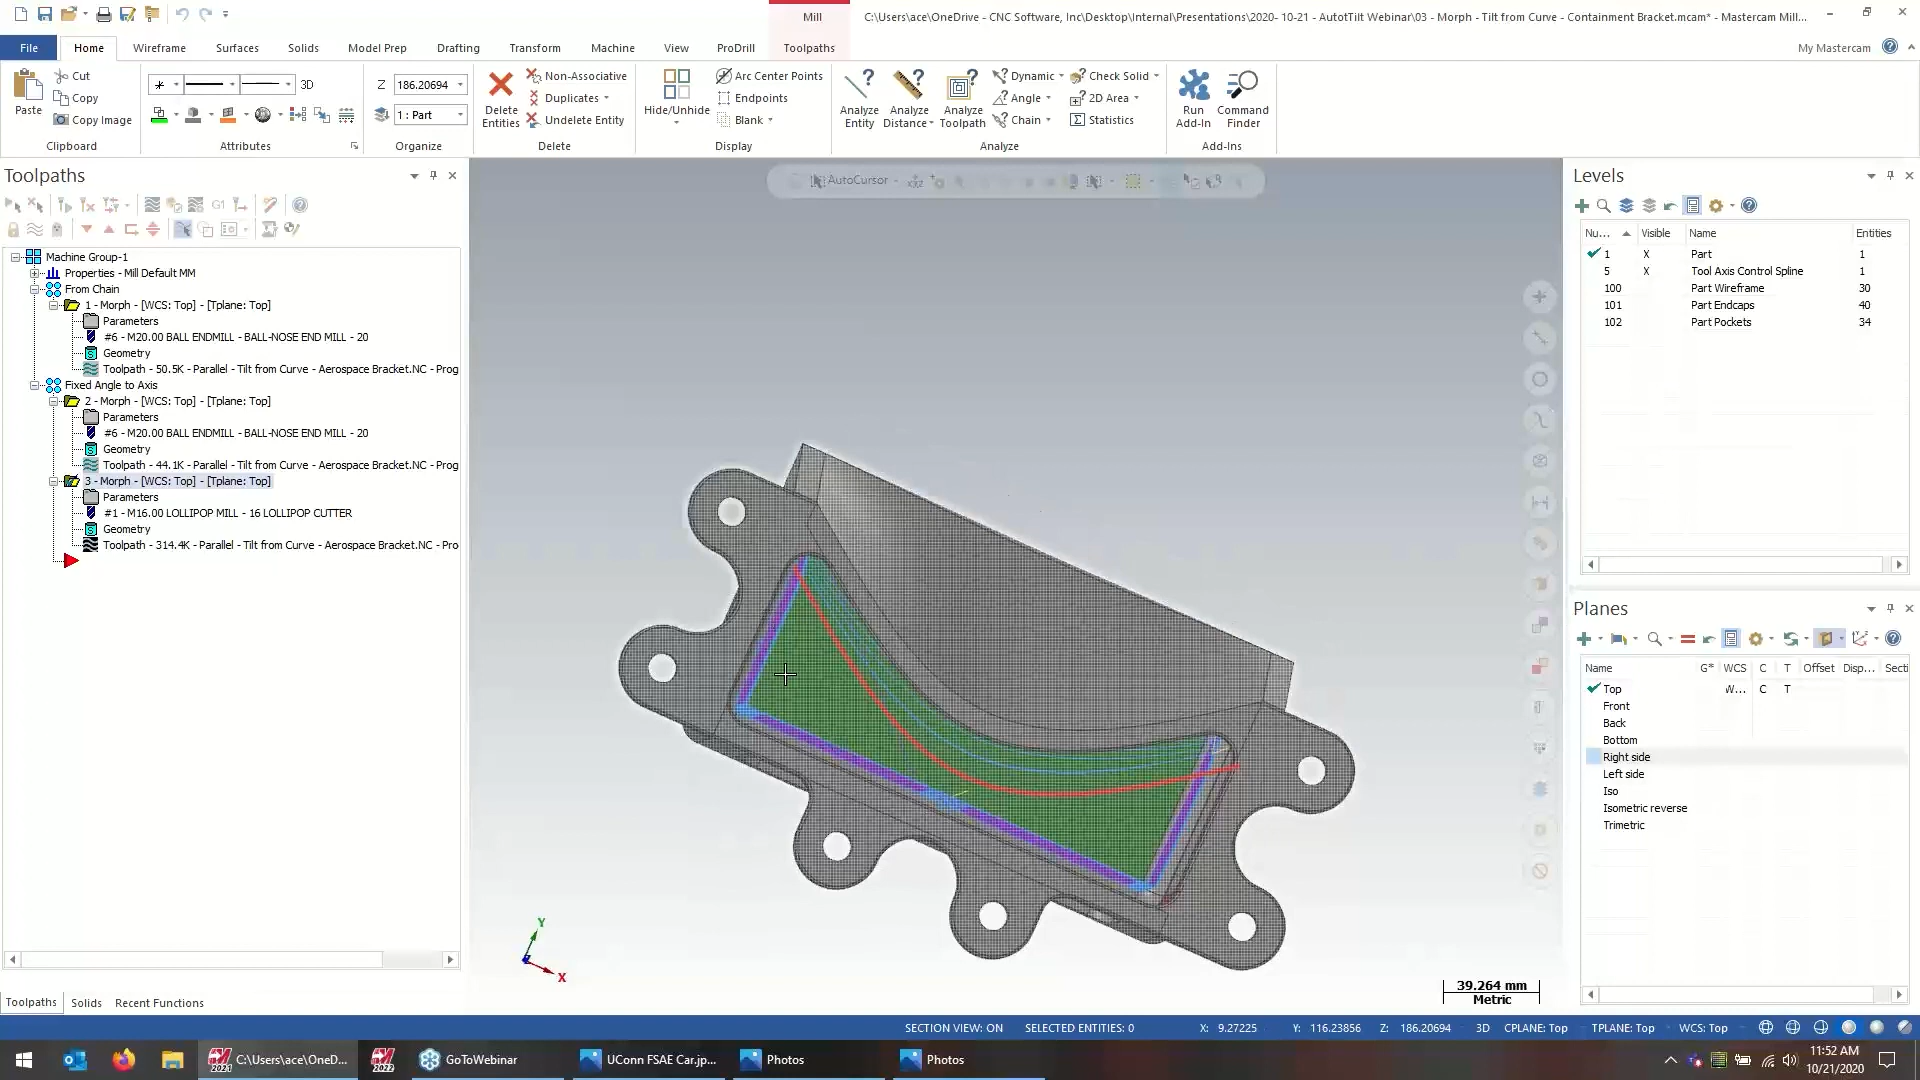 Mill
C:\Users\ace\OneDrive - CNC Software, Inc\Desktop\Internal\Presentations\2020- 10-21 - AutotTilt Webinar\03 - Morph - Tilt from Curve - Containment Bracket.mcam* - Mastercam Mill...
File Home Wireframe Surfaces Solids Model Prep Drafting Transform Machine View ProDrill Toolpaths My Mastercam
Paste
Cut
Copy
Copy Image
Clipboard
3D
Attributes
Z 186.20694
1 : Part
Organize
Delete Entities
Non-Associative
Duplicates
Undelete Entity
Delete
Hide/Unhide
Arc Center Points
Endpoints
Blank
Display
Analyze Entity
Analyze Distance
Analyze Toolpath
Dynamic
Angle
Chain
Check Solid
2D Area
Statistics
Analyze
Run Add-In
Command Finder
Add-Ins
Toolpaths
G1
Machine Group-1
Properties - Mill Default MM
From Chain
1 - Morph - [WCS: Top] - [Tplane: Top]
Parameters
#6 - M20.00 BALL ENDMILL - BALL-NOSE END MILL - 20
Geometry
Toolpath - 50.5K - Parallel - Tilt from Curve - Aerospace Bracket.NC - Prog
Fixed Angle to Axis
2 - Morph - [WCS: Top] - [Tplane: Top]
Parameters
#6 - M20.00 BALL ENDMILL - BALL-NOSE END MILL - 20
Geometry
Toolpath - 44.1K - Parallel - Tilt from Curve - Aerospace Bracket.NC - Prog
3 - Morph - [WCS: Top] - [Tplane: Top]
Parameters
#1 - M16.00 LOLLIPOP MILL - 16 LOLLIPOP CUTTER
Geometry
Toolpath - 314.4K - Parallel - Tilt from Curve - Aerospace Bracket.NC - Pro
Toolpaths Solids Recent Functions
AutoCursor
Y
X
39.264 mm
Metric
Levels
Nu... Visible Name Entities
1 X Part 1
5 X Tool Axis Control Spline 1
100 Part Wireframe 30
101 Part Endcaps 40
102 Part Pockets 34
Planes
Name G* WCS C T Offset Disp... Secti
Top W... C T
Front
Back
Bottom
Right side
Left side
Iso
Isometric reverse
Trimetric
SECTION VIEW: ON SELECTED ENTITIES: 0 X: 9.27225 Y: 116.23856 Z: 186.20694 3D CPLANE: Top TPLANE: Top WCS: Top
2021 C:\Users\ace\OneD... 2022 GoToWebinar UConn FSAE Car.jp... Photos Photos
11:52 AM
10/21/2020